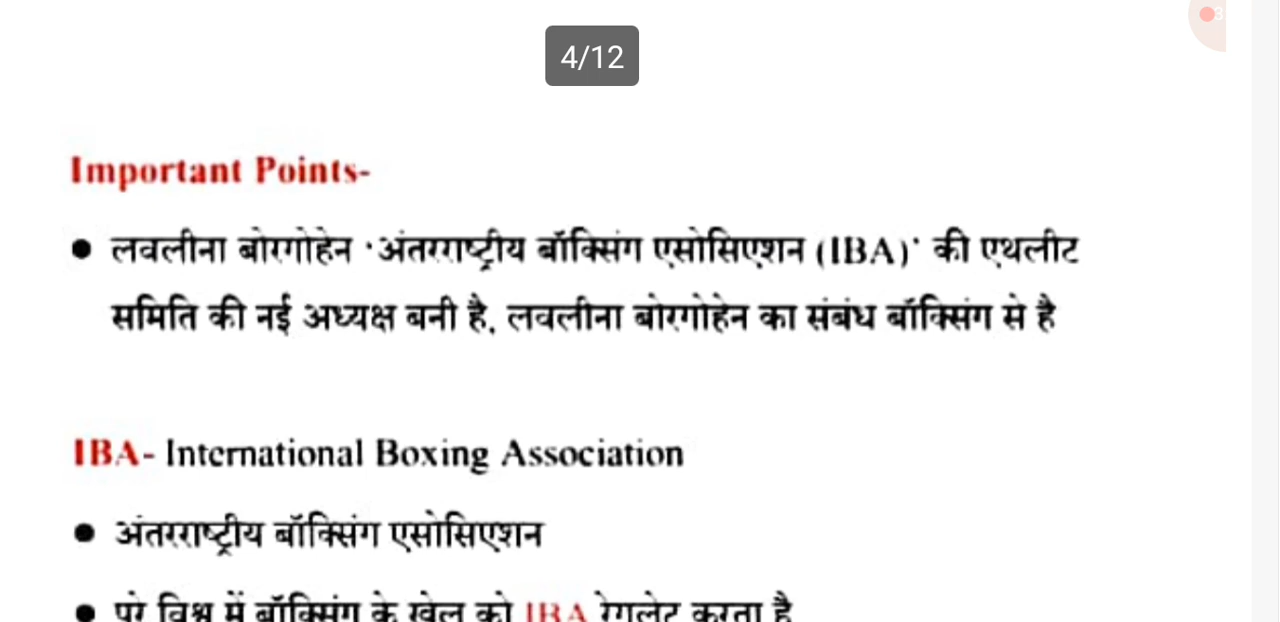 4/12
Important Points-
● लवलीना बोरगोहेन 'अंतरराष्ट्रीय बॉक्सिंग एसोसिएशन (IBA)' की एथलीट
समिति की नई अध्यक्ष बनी है, लवलीना बोरगोहेन का संबंध बॉक्सिंग से है
IBA- International Boxing Association
● अंतरराष्ट्रीय बॉक्सिंग एसोसिएशन
● पूरे विश्व में बॉक्सिंग के खेल को IBA रेगुलेट करता है